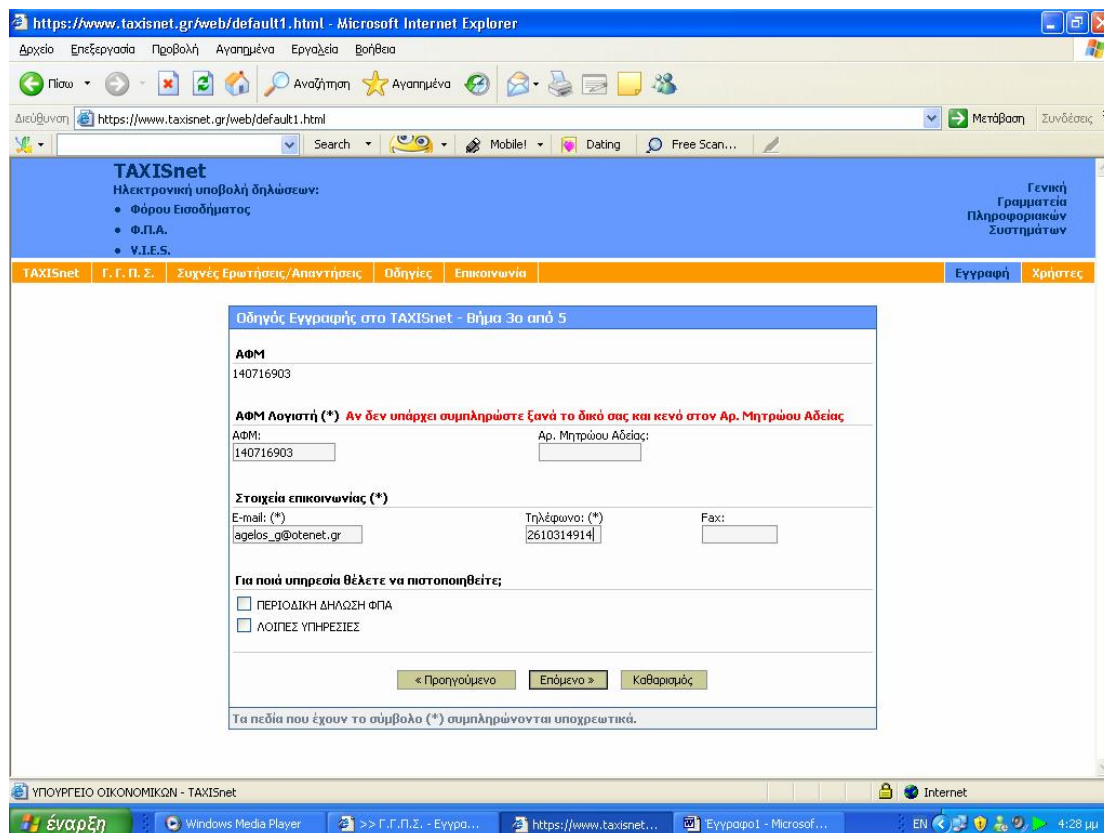 https://www.taxisnet.gr/web/default1.html - Microsoft Internet Explorer
Αρχείο Επεξεργασία Προβολή Αγαπημένα Εργαλεία Βοήθεια
Πίσω Αναζήτηση Αγαπημένα
Διεύθυνση https://www.taxisnet.gr/web/default1.html Μετάβαση Συνδέσεις
Search Mobile! Dating Free Scan...
TAXISnet
Ηλεκτρονική υποβολή δηλώσεων:
• Φόρου Εισοδήματος
• Φ.Π.Α.
• V.I.E.S.
Γενική
Γραμματεία
Πληροφοριακών
Συστημάτων
TAXISnet Γ.Γ.Π.Σ. Συχνές Ερωτήσεις/Απαντήσεις Οδηγίες Επικοινωνία Εγγραφή Χρήστες
Οδηγός Εγγραφής στο TAXISnet - Βήμα 3ο από 5
ΑΦΜ
140716903
ΑΦΜ Λογιστή (*) Αν δεν υπάρχει συμπληρώστε ξανά το δικό σας και κενό στον Αρ. Μητρώου Αδείας
ΑΦΜ: Αρ. Μητρώου Αδείας:
140716903
Στοιχεία επικοινωνίας (*)
E-mail: (*) Τηλέφωνο: (*) Fax:
agelos_g@otenet.gr 2610314914
Για ποιά υπηρεσία θέλετε να πιστοποιηθείτε;
ΠΕΡΙΟΔΙΚΗ ΔΗΛΩΣΗ ΦΠΑ
ΛΟΙΠΕΣ ΥΠΗΡΕΣΙΕΣ
« Προηγούμενο Επόμενο » Καθαρισμός
Τα πεδία που έχουν το σύμβολο (*) συμπληρώνονται υποχρεωτικά.
ΥΠΟΥΡΓΕΙΟ ΟΙΚΟΝΟΜΙΚΩΝ - TAXISnet Internet
έναρξη Windows Media Player >> Γ.Γ.Π.Σ. - Εγγρα... https://www.taxisnet... Έγγραφο1 - Microsof... EN 4:28 μμ